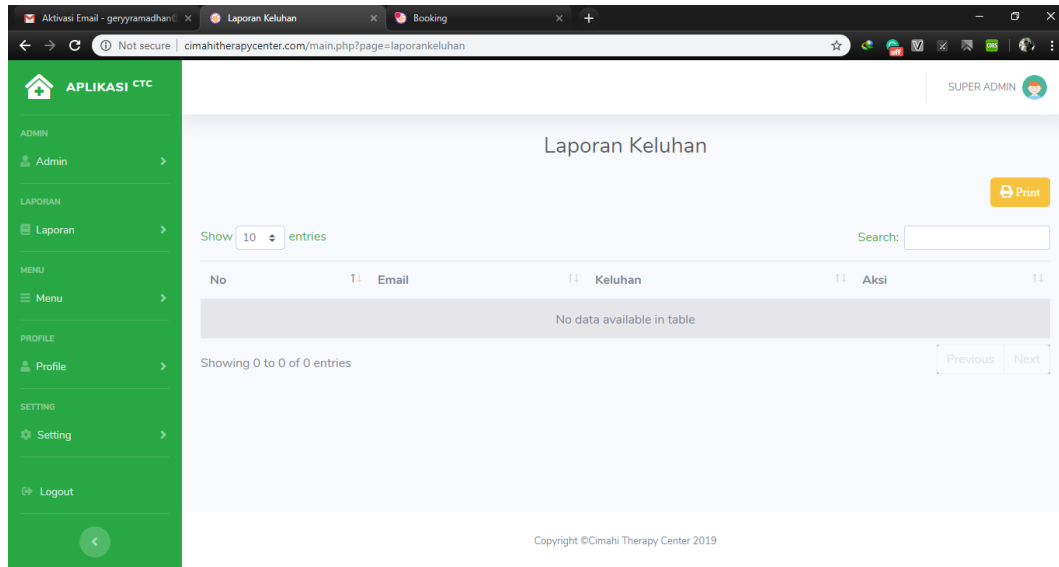 Aktivasi Email - geryyramadhan@
Laporan Keluhan
Booking
Not secure | cimahitherapycenter.com/main.php?page=laporankeluhan
off
CORS
APLIKASI CTC
SUPER ADMIN
ADMIN
Admin
LAPORAN
Laporan
MENU
Menu
PROFILE
Profile
SETTING
Setting
Logout
Laporan Keluhan
Print
Show 10 entries
Search:
No Email Keluhan Aksi
No data available in table
Showing 0 to 0 of 0 entries
Previous Next
Copyright ©Cimahi Therapy Center 2019